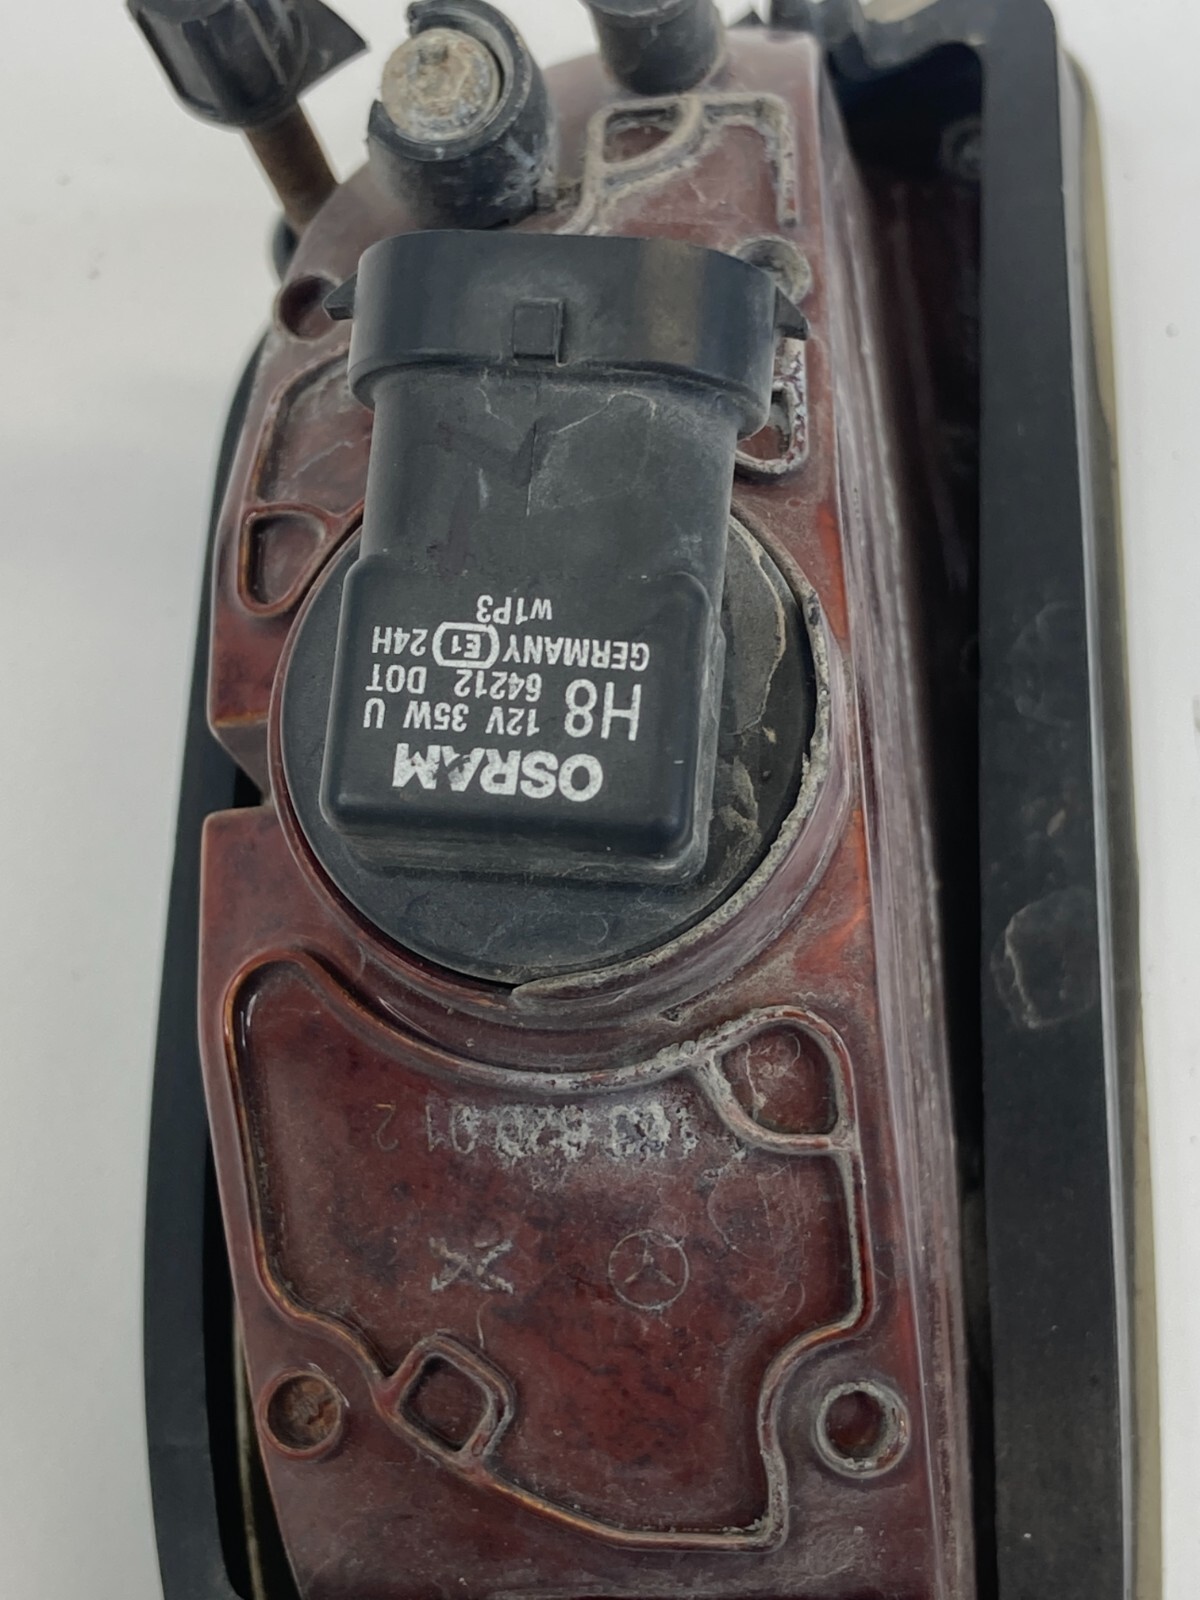 OSRAM
H8 12V 35W U
64212 DOT
GERMANY E1 24H
W1P3